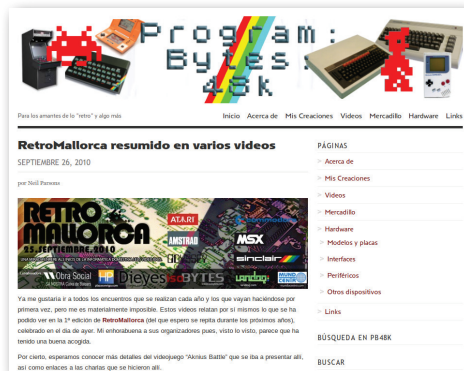 Program:
Bytes:
48k
Para los amantes de lo "retro" y algo más
Inicio Acerca de Mis Creaciones Videos Mercadillo Hardware Links
RetroMallorca resumido en varios videos
SEPTIEMBRE 26, 2010
por Neil Parsons
RETRO
MALLORCA
25.SEPTIEMBRE.2010
ATARI
commodore
AMSTRAD
MSX
sinclair
Obra Social
HP
Dieyes
BYTES
Ya me gustaría ir a todos los encuentros que se realizan cada año y los que vayan haciéndose por
primera vez, pero me es materialmente imposible. Estos videos relatan por sí mismos lo que se ha
podido ver en la 1ª edición de RetroMallorca (del que espero se repita durante los próximos años),
celebrado en el día de ayer. Mi enhorabuena a sus organizadores pues, visto lo visto, parece que ha
tenido una buena acogida.
Por cierto, esperamos conocer más detalles del videojuego "Aknius Battle" que se iba a presentar allí,
así como enlaces a las charlas que se hicieron allí.
PÁGINAS
Acerca de
Mis Creaciones
Videos
Mercadillo
Hardware
Modelos y placas
Interfaces
Periféricos
Otros dispositivos
Links
BÚSQUEDA EN PB48K
BUSCAR